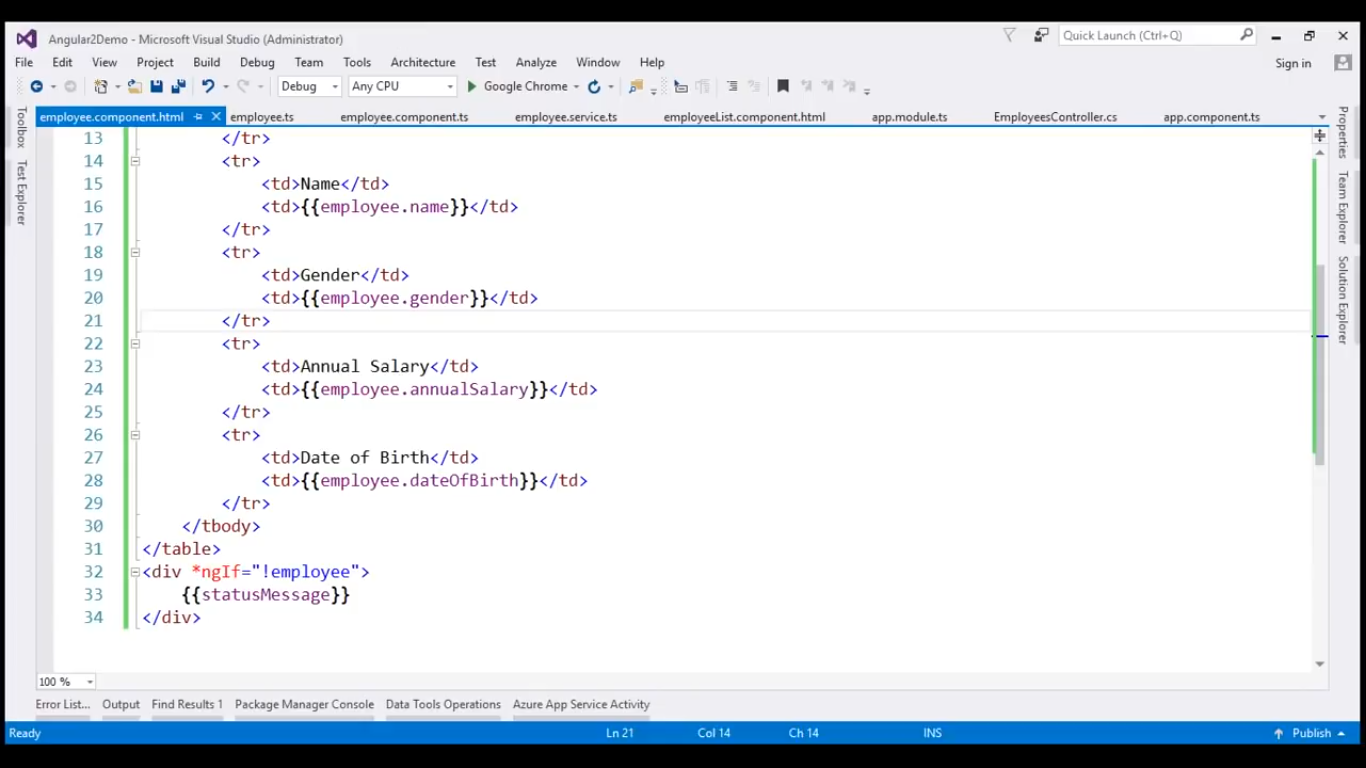 Angular2Demo - Microsoft Visual Studio (Administrator)
Quick Launch (Ctrl+Q)
File Edit View Project Build Debug Team Tools Architecture Test Analyze Window Help
Sign in
Debug Any CPU Google Chrome
employee.component.html employee.ts employee.component.ts employee.service.ts employeeList.component.html app.module.ts EmployeesController.cs app.component.ts
Toolbox
Test Explorer
13 </tr>
14 <tr>
15 <td>Name</td>
16 <td>{{employee.name}}</td>
17 </tr>
18 <tr>
19 <td>Gender</td>
20 <td>{{employee.gender}}</td>
21 </tr>
22 <tr>
23 <td>Annual Salary</td>
24 <td>{{employee.annualSalary}}</td>
25 </tr>
26 <tr>
27 <td>Date of Birth</td>
28 <td>{{employee.dateOfBirth}}</td>
29 </tr>
30 </tbody>
31 </table>
32 <div *ngIf="!employee">
33 {{statusMessage}}
34 </div>
Properties
Team Explorer
Solution Explorer
100 %
Error List... Output Find Results 1 Package Manager Console Data Tools Operations Azure App Service Activity
Ready Ln 21 Col 14 Ch 14 INS Publish